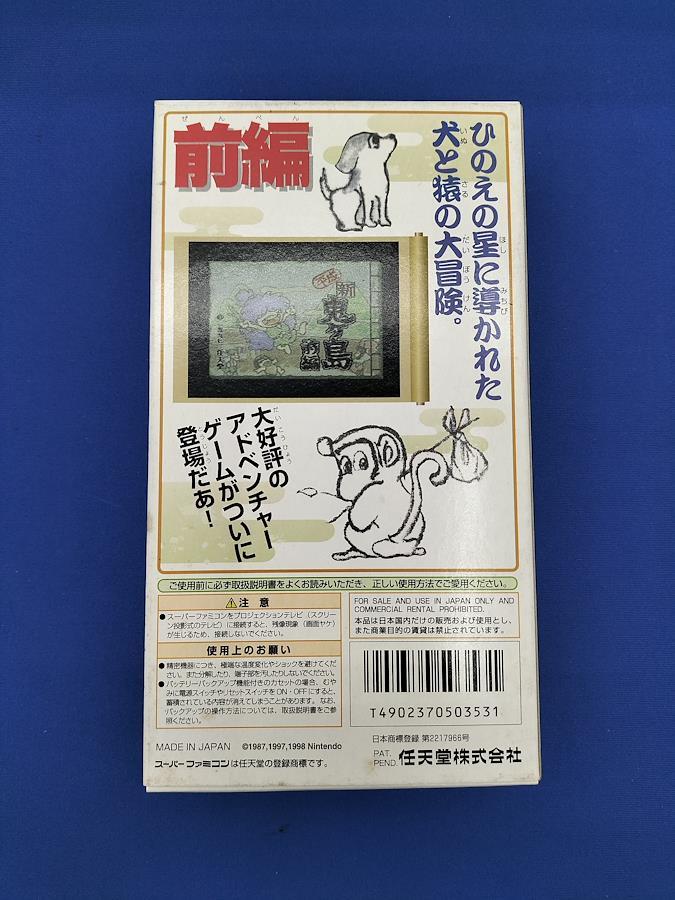 ぜんぺん
前編
ひのえの星に導かれた
犬と猿の大冒険。
平成
新
鬼ヶ島
前編
大好評の
アドベンチャー
ゲームがついに
登場だあ!
ご使用前に必ず取扱説明書をよくお読みいただき、正しい使用方法でご愛用ください。
⚠注意
●スーパーファミコンをプロジェクションテレビ(スクリー
ン投影式のテレビ)に接続すると、残像現象(画面ヤケ)
が生じるため、接続しないでください。
使用上のお願い
●精密機器につき、極端な温度変化やショックを避けてくだ
さい。また分解したり、端子部を汚したりしないでください。
●バッテリーバックアップ機能付きのカセットの場合、むや
みに電源スイッチやリセットスイッチをON・OFFにすると、
蓄積されている内容が消えてしまうことがあります。なお、
バックアップの操作方法については、取扱説明書をご参
照ください。
FOR SALE AND USE IN JAPAN ONLY AND
COMMERCIAL RENTAL PROHIBITED.
本品は日本国内だけの販売および使用とし、
また商業目的の賃貸は禁止されています。
T4902370503531
MADE IN JAPAN ©1987,1997,1998 Nintendo
スーパーファミコンは任天堂の登録商標です。
日本商標登録 第2217966号
PAT.
PEND.
任天堂株式会社